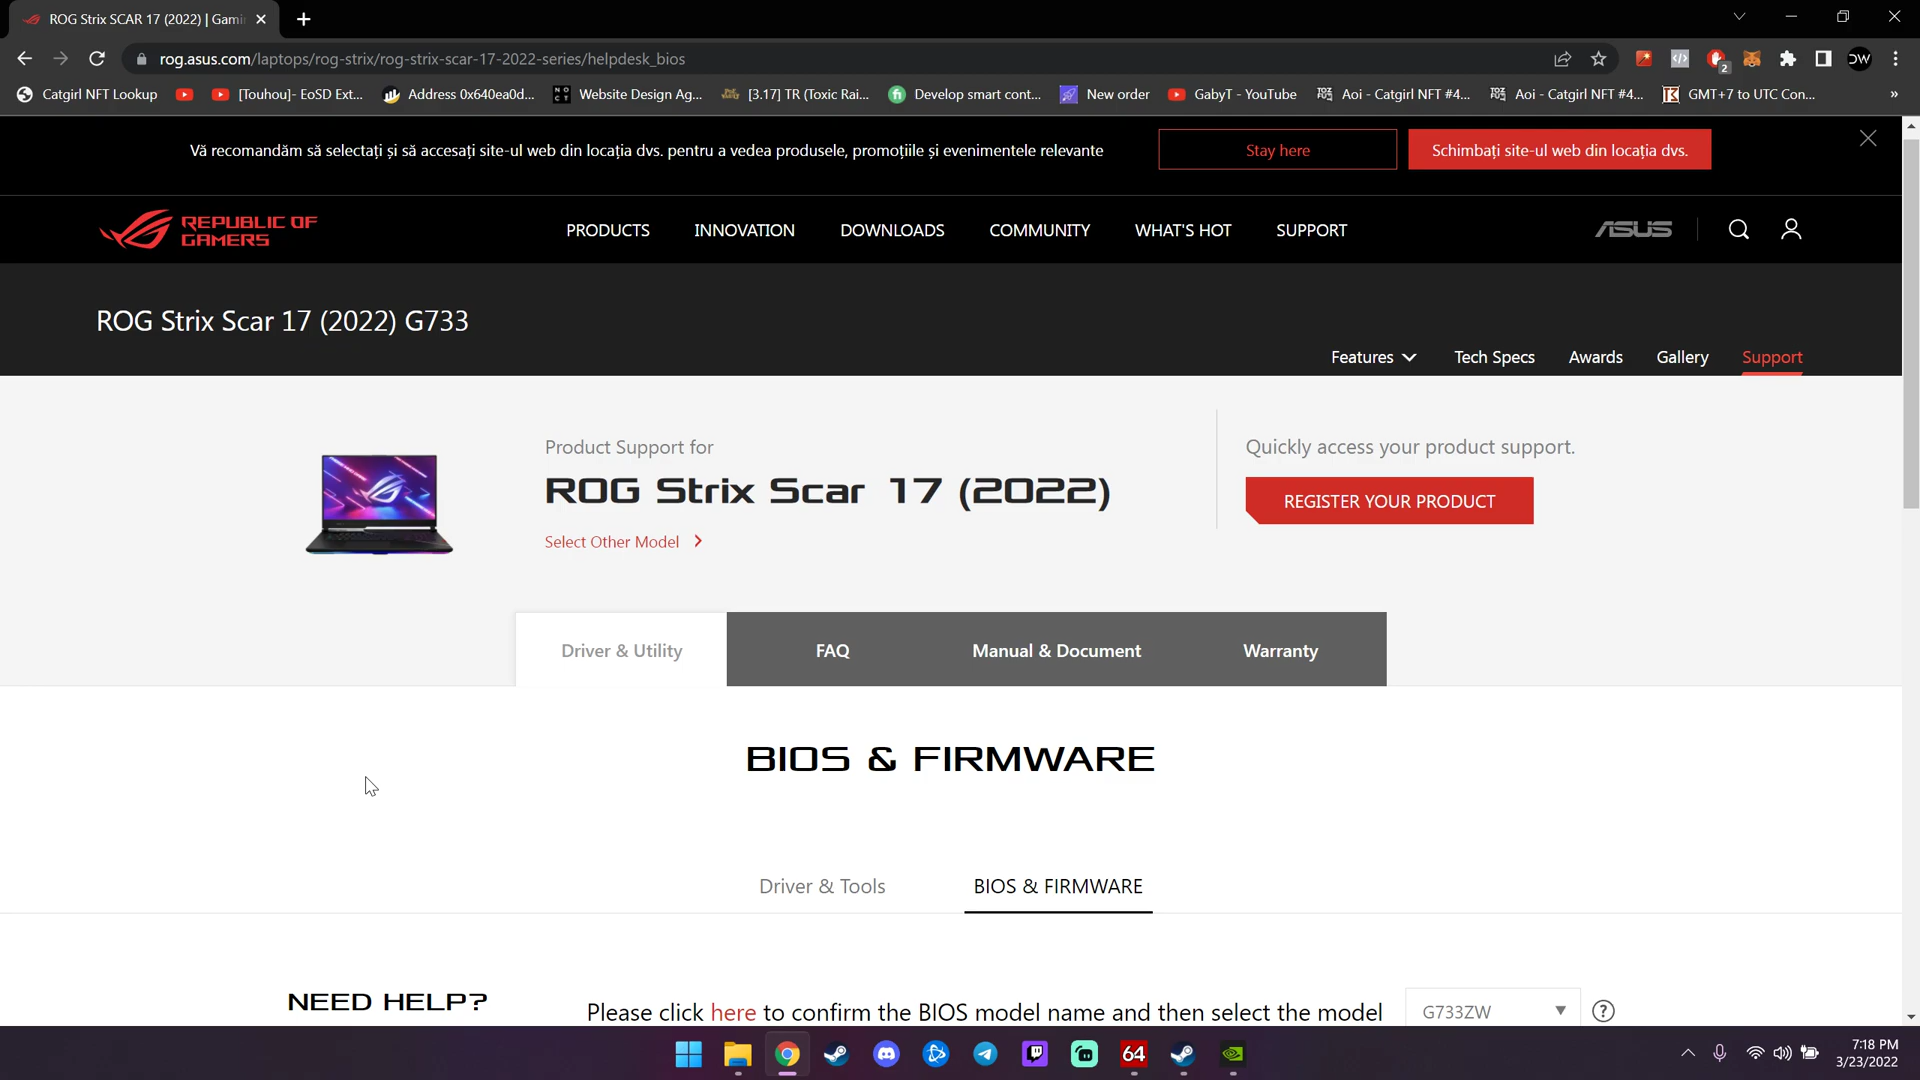 ROG Strix SCAR 17 (2022) | Gami
rog.asus.com/laptops/rog-strix/rog-strix-scar-17-2022-series/helpdesk_bios
2
DW
Catgirl NFT Lookup
[Touhou]- EoSD Ext...
Address 0x640ea0d...
NOCT
Website Design Ag...
[3.17] TR (Toxic Rai...
fi
Develop smart cont...
New order
GabyT - YouTube
Aoi - Catgirl NFT #4...
Aoi - Catgirl NFT #4...
GMT+7 to UTC Con...
»
Vă recomandăm să selectați și să accesați site-ul web din locația dvs. pentru a vedea produsele, promoțiile și evenimentele relevante
Stay here
Schimbați site-ul web din locația dvs.
REPUBLIC OF
GAMERS
PRODUCTS
INNOVATION
DOWNLOADS
COMMUNITY
WHAT'S HOT
SUPPORT
ASUS
ROG Strix Scar 17 (2022) G733
Features
Tech Specs
Awards
Gallery
Support
Product Support for
ROG Strix Scar 17 (2022)
Select Other Model
Quickly access your product support.
REGISTER YOUR PRODUCT
Driver & Utility
FAQ
Manual & Document
Warranty
BIOS & FIRMWARE
Driver & Tools
BIOS & FIRMWARE
NEED HELP?
Please click here to confirm the BIOS model name and then select the model
G733ZW
?
64
7:18 PM
3/23/2022